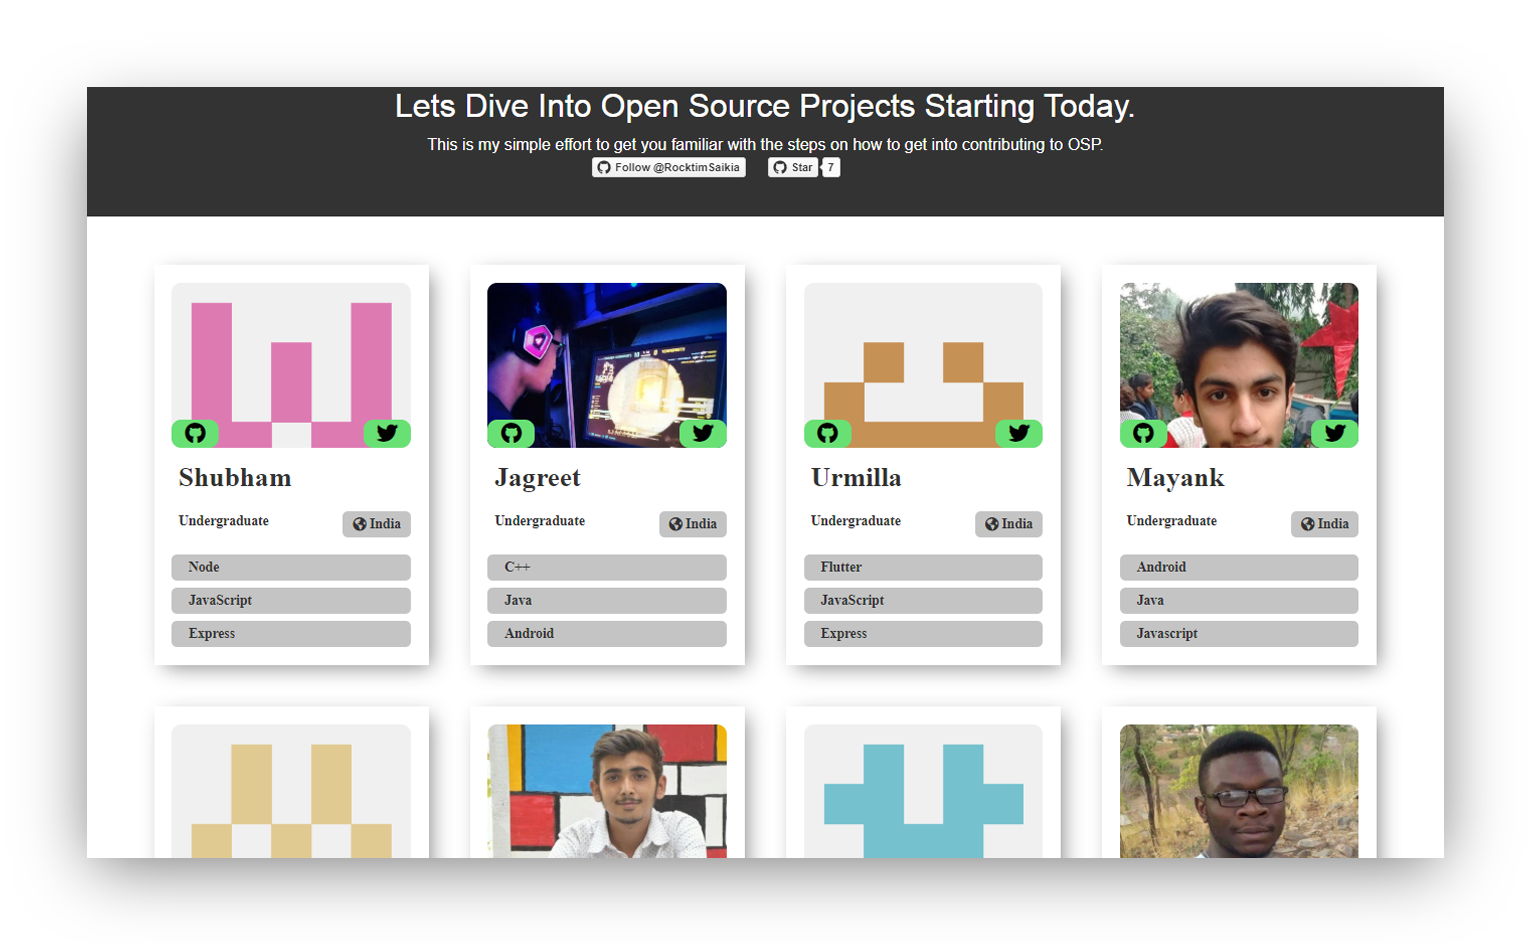 Lets Dive Into Open Source Projects Starting Today.
This is my simple effort to get you familiar with the steps on how to get into contributing to OSP.
Follow @RocktimSaikia Star 7
Shubham Jagreet Urmilla Mayank
Undergraduate India Undergraduate India Undergraduate India Undergraduate India
Node C++ Flutter Android
JavaScript Java JavaScript Java
Express Android Express Javascript